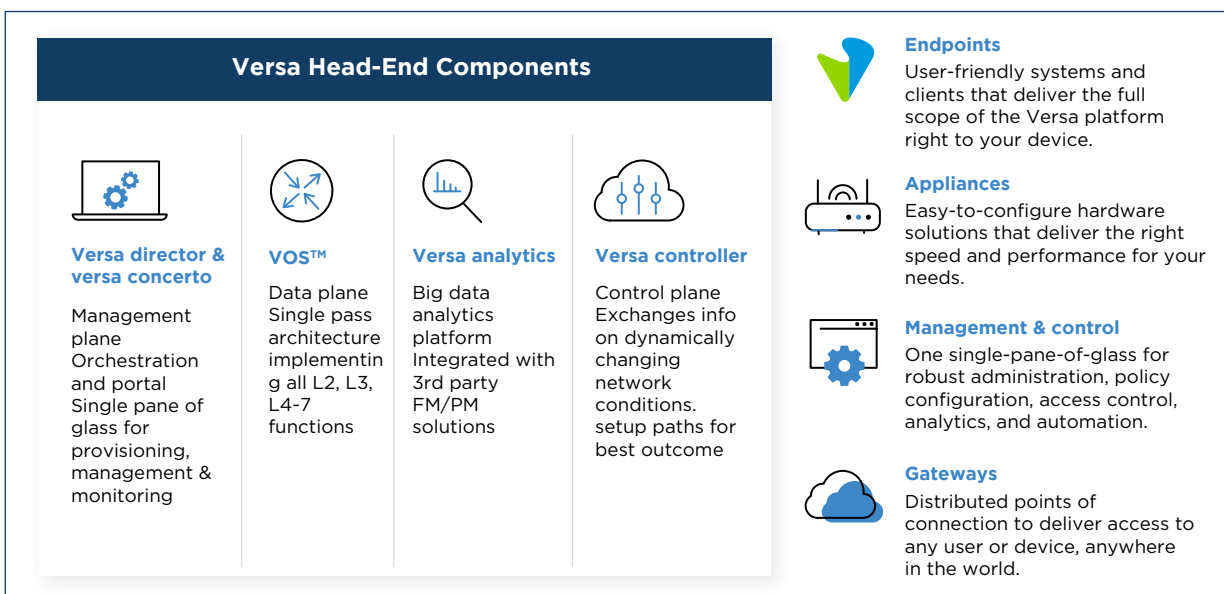 Versa Head-End Components
Versa director &
versa concerto
Management
plane
Orchestration
and portal
Single pane of
glass for
provisioning,
management &
monitoring
VOS™
Data plane
Single pass
architecture
implementin
g all L2, L3,
L4-7
functions
Versa analytics
Big data
analytics
platform
Integrated with
3rd party
FM/PM
solutions
Versa controller
Control plane
Exchanges info
on dynamically
changing
network
conditions.
setup paths for
best outcome
Endpoints
User-friendly systems and
clients that deliver the full
scope of the Versa platform
right to your device.
Appliances
Easy-to-configure hardware
solutions that deliver the right
speed and performance for your
needs.
Management & control
One single-pane-of-glass for
robust administration, policy
configuration, access control,
analytics, and automation.
Gateways
Distributed points of
connection to deliver access to
any user or device, anywhere
in the world.